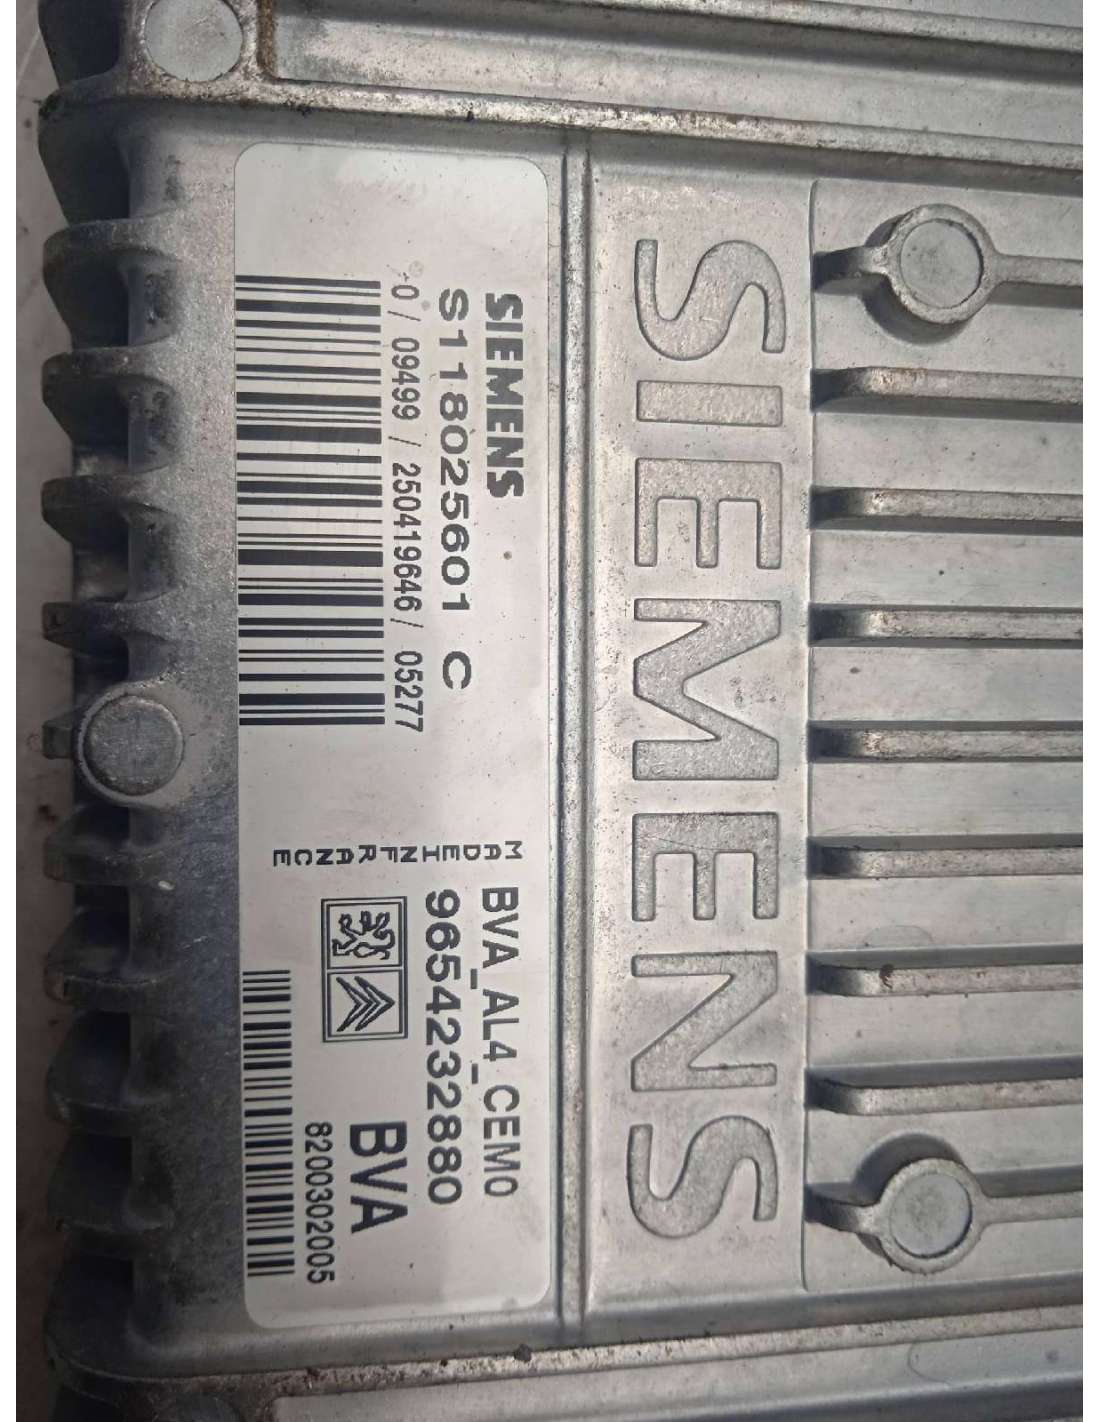 SIEMENS
S118025601 C
-0 / 09499 / 250419646 / 05277
MADE IN FRANCE
BVA_AL4_CEM0
9654232880
BVA
8200302005
SIEMENS